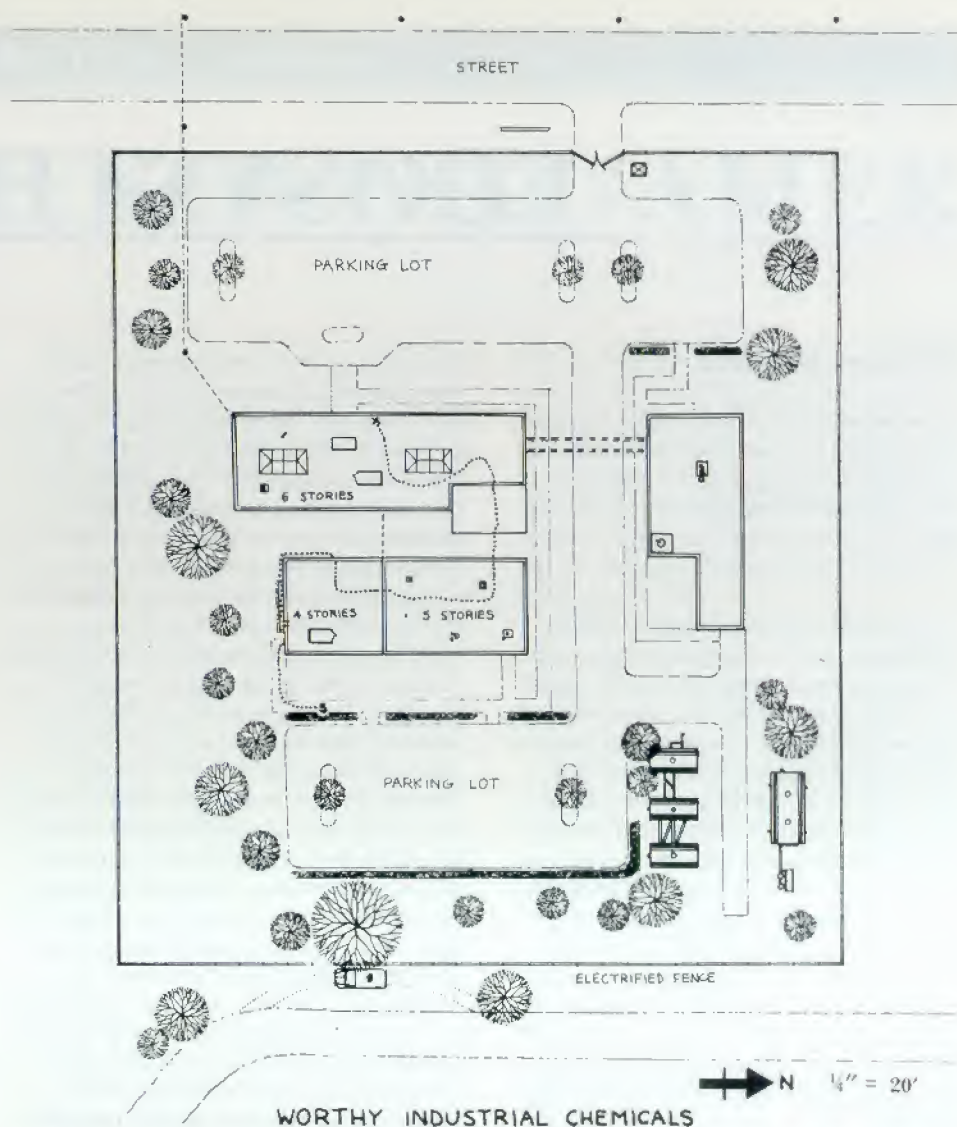 STREET
PARKING LOT
6 STORIES
4 STORIES
5 STORIES
PARKING LOT
ELECTRIFIED FENCE
N ¼" = 20'
WORTHY INDUSTRIAL CHEMICALS